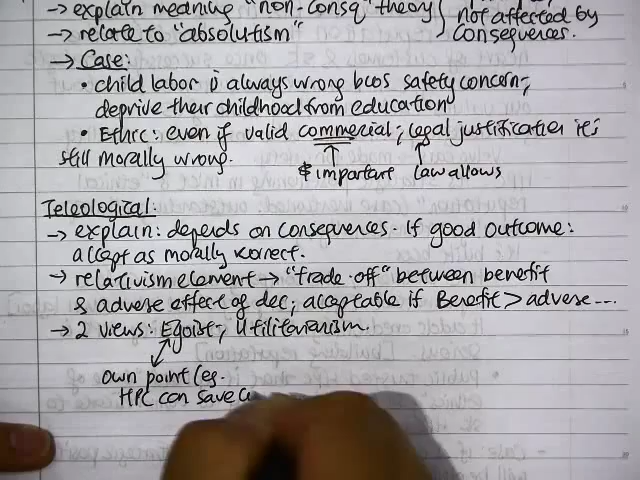 → explain meaning "non-consq" theory } not affected by
→ relate to "absolutism" consequences.
→ Case:
• child labor is always wrong bcos safety concern;
deprive their childhood from education
• Ethic: even if valid commercial; legal justification it's
still morally wrong.
$ important law allows
Teleological:
→ explain: depends on consequences. If good outcome:
accept as morally correct.
→ relativism element → "trade-off" between benefit
& adverse effect of dec; acceptable if Benefit > adverse...
→ 2 views: Egoist; Utilitarianism.
own point (eg.
HPC can save